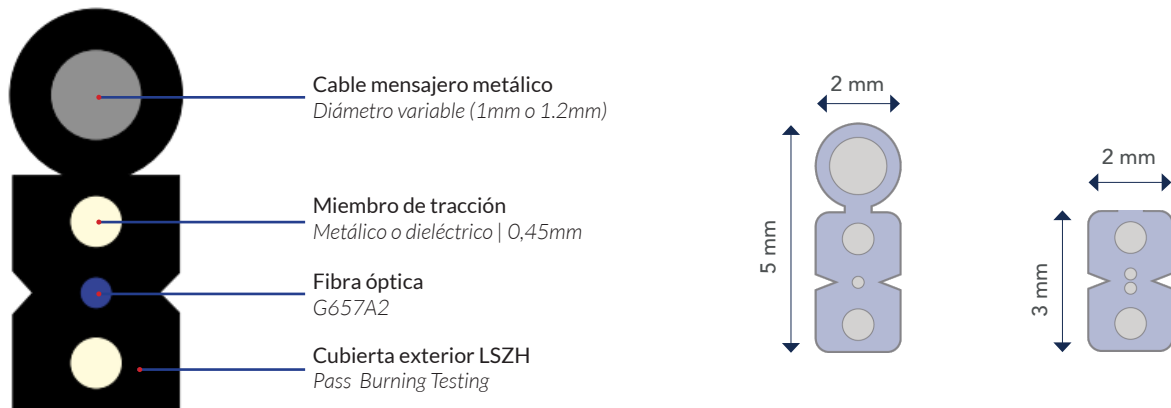 Cable mensajero metálico
Diámetro variable (1mm o 1.2mm)
Miembro de tracción
Metálico o dieléctrico | 0,45mm
Fibra óptica
G657A2
Cubierta exterior LSZH
Pass Burning Testing
2 mm
5 mm
2 mm
3 mm